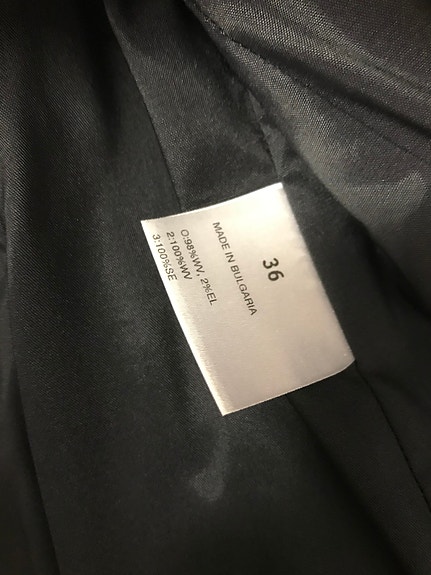 36
MADE IN BULGARIA
O:98%WV, 2%EL
2:100%WV
3:100%SE